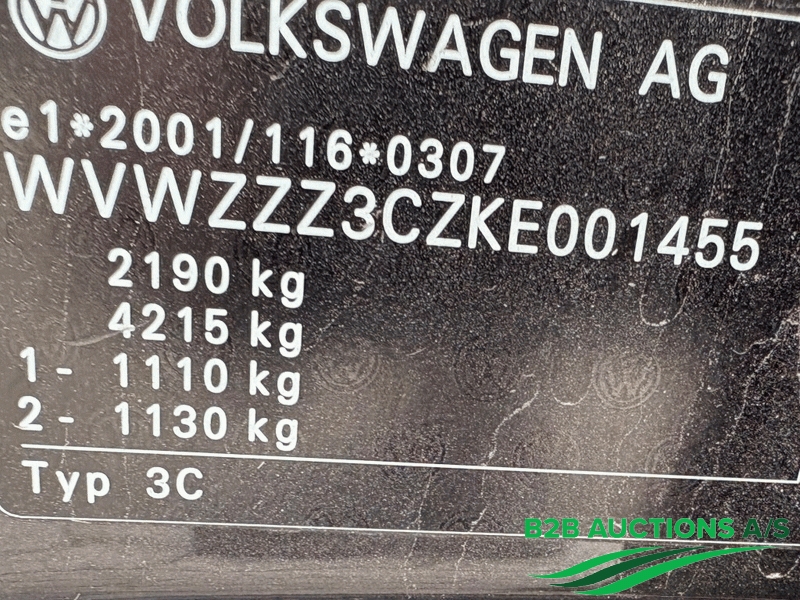 VOLKSWAGEN AG
e1*2001/116*0307
WVWZZZ3CZKE001455
2190 kg
4215 kg
1- 1110 kg
2- 1130 kg
Typ 3C
B2B AUCTIONS A/S